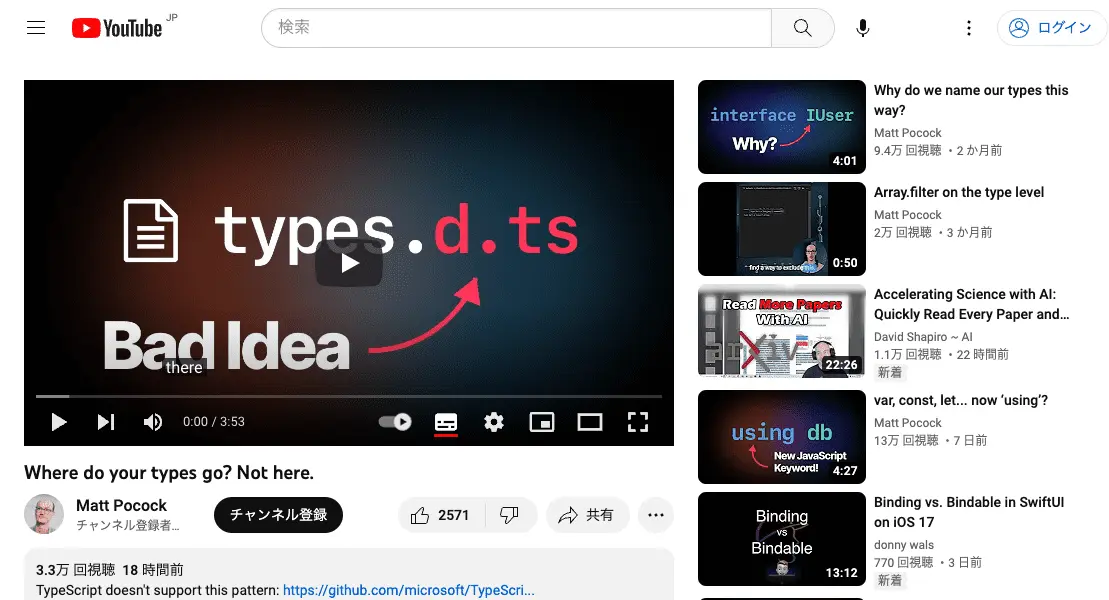 YouTube JP
検索
ログイン
types.d.ts
Bad Idea
there
0:00 / 3:53
Where do your types go? Not here.
Matt Pocock
チャンネル登録者...
チャンネル登録
2571
共有
3.3万 回視聴 18 時間前
TypeScript doesn't support this pattern: https://github.com/microsoft/TypeScri...
interface IUser
Why?
4:01
Why do we name our types this
way?
Matt Pocock
9.4万 回視聴 ・2 か月前
find a way to exclude
0:50
Array.filter on the type level
Matt Pocock
2万 回視聴 ・3 か月前
Read More Papers
With AI
arXiv
22:26
Accelerating Science with AI:
Quickly Read Every Paper and...
David Shapiro ~ AI
1.1万 回視聴 ・22 時間前
新着
using db
New JavaScript
Keyword!
4:27
var, const, let... now ‘using’?
Matt Pocock
13万 回視聴 ・7 日前
Binding
vs
Bindable
13:12
Binding vs. Bindable in SwiftUI
on iOS 17
donny wals
770 回視聴 ・3 日前
新着